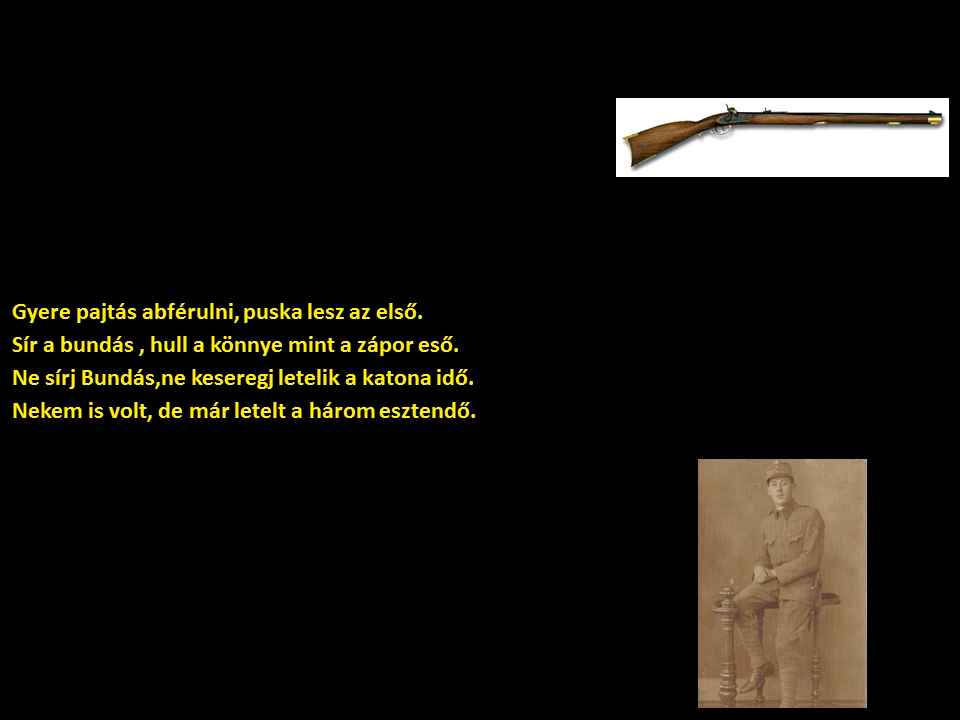 Gyere pajtás abférulni, puska lesz az első.
Sír a bundás , hull a könnye mint a zápor eső.
Ne sírj Bundás,ne keseregj letelik a katona idő.
Nekem is volt, de már letelt a három esztendő.